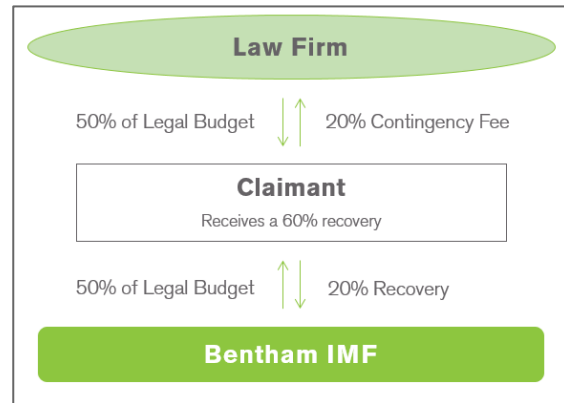 Law Firm
50% of Legal Budget 20% Contingency Fee
Claimant
Receives a 60% recovery
50% of Legal Budget 20% Recovery
Bentham IMF